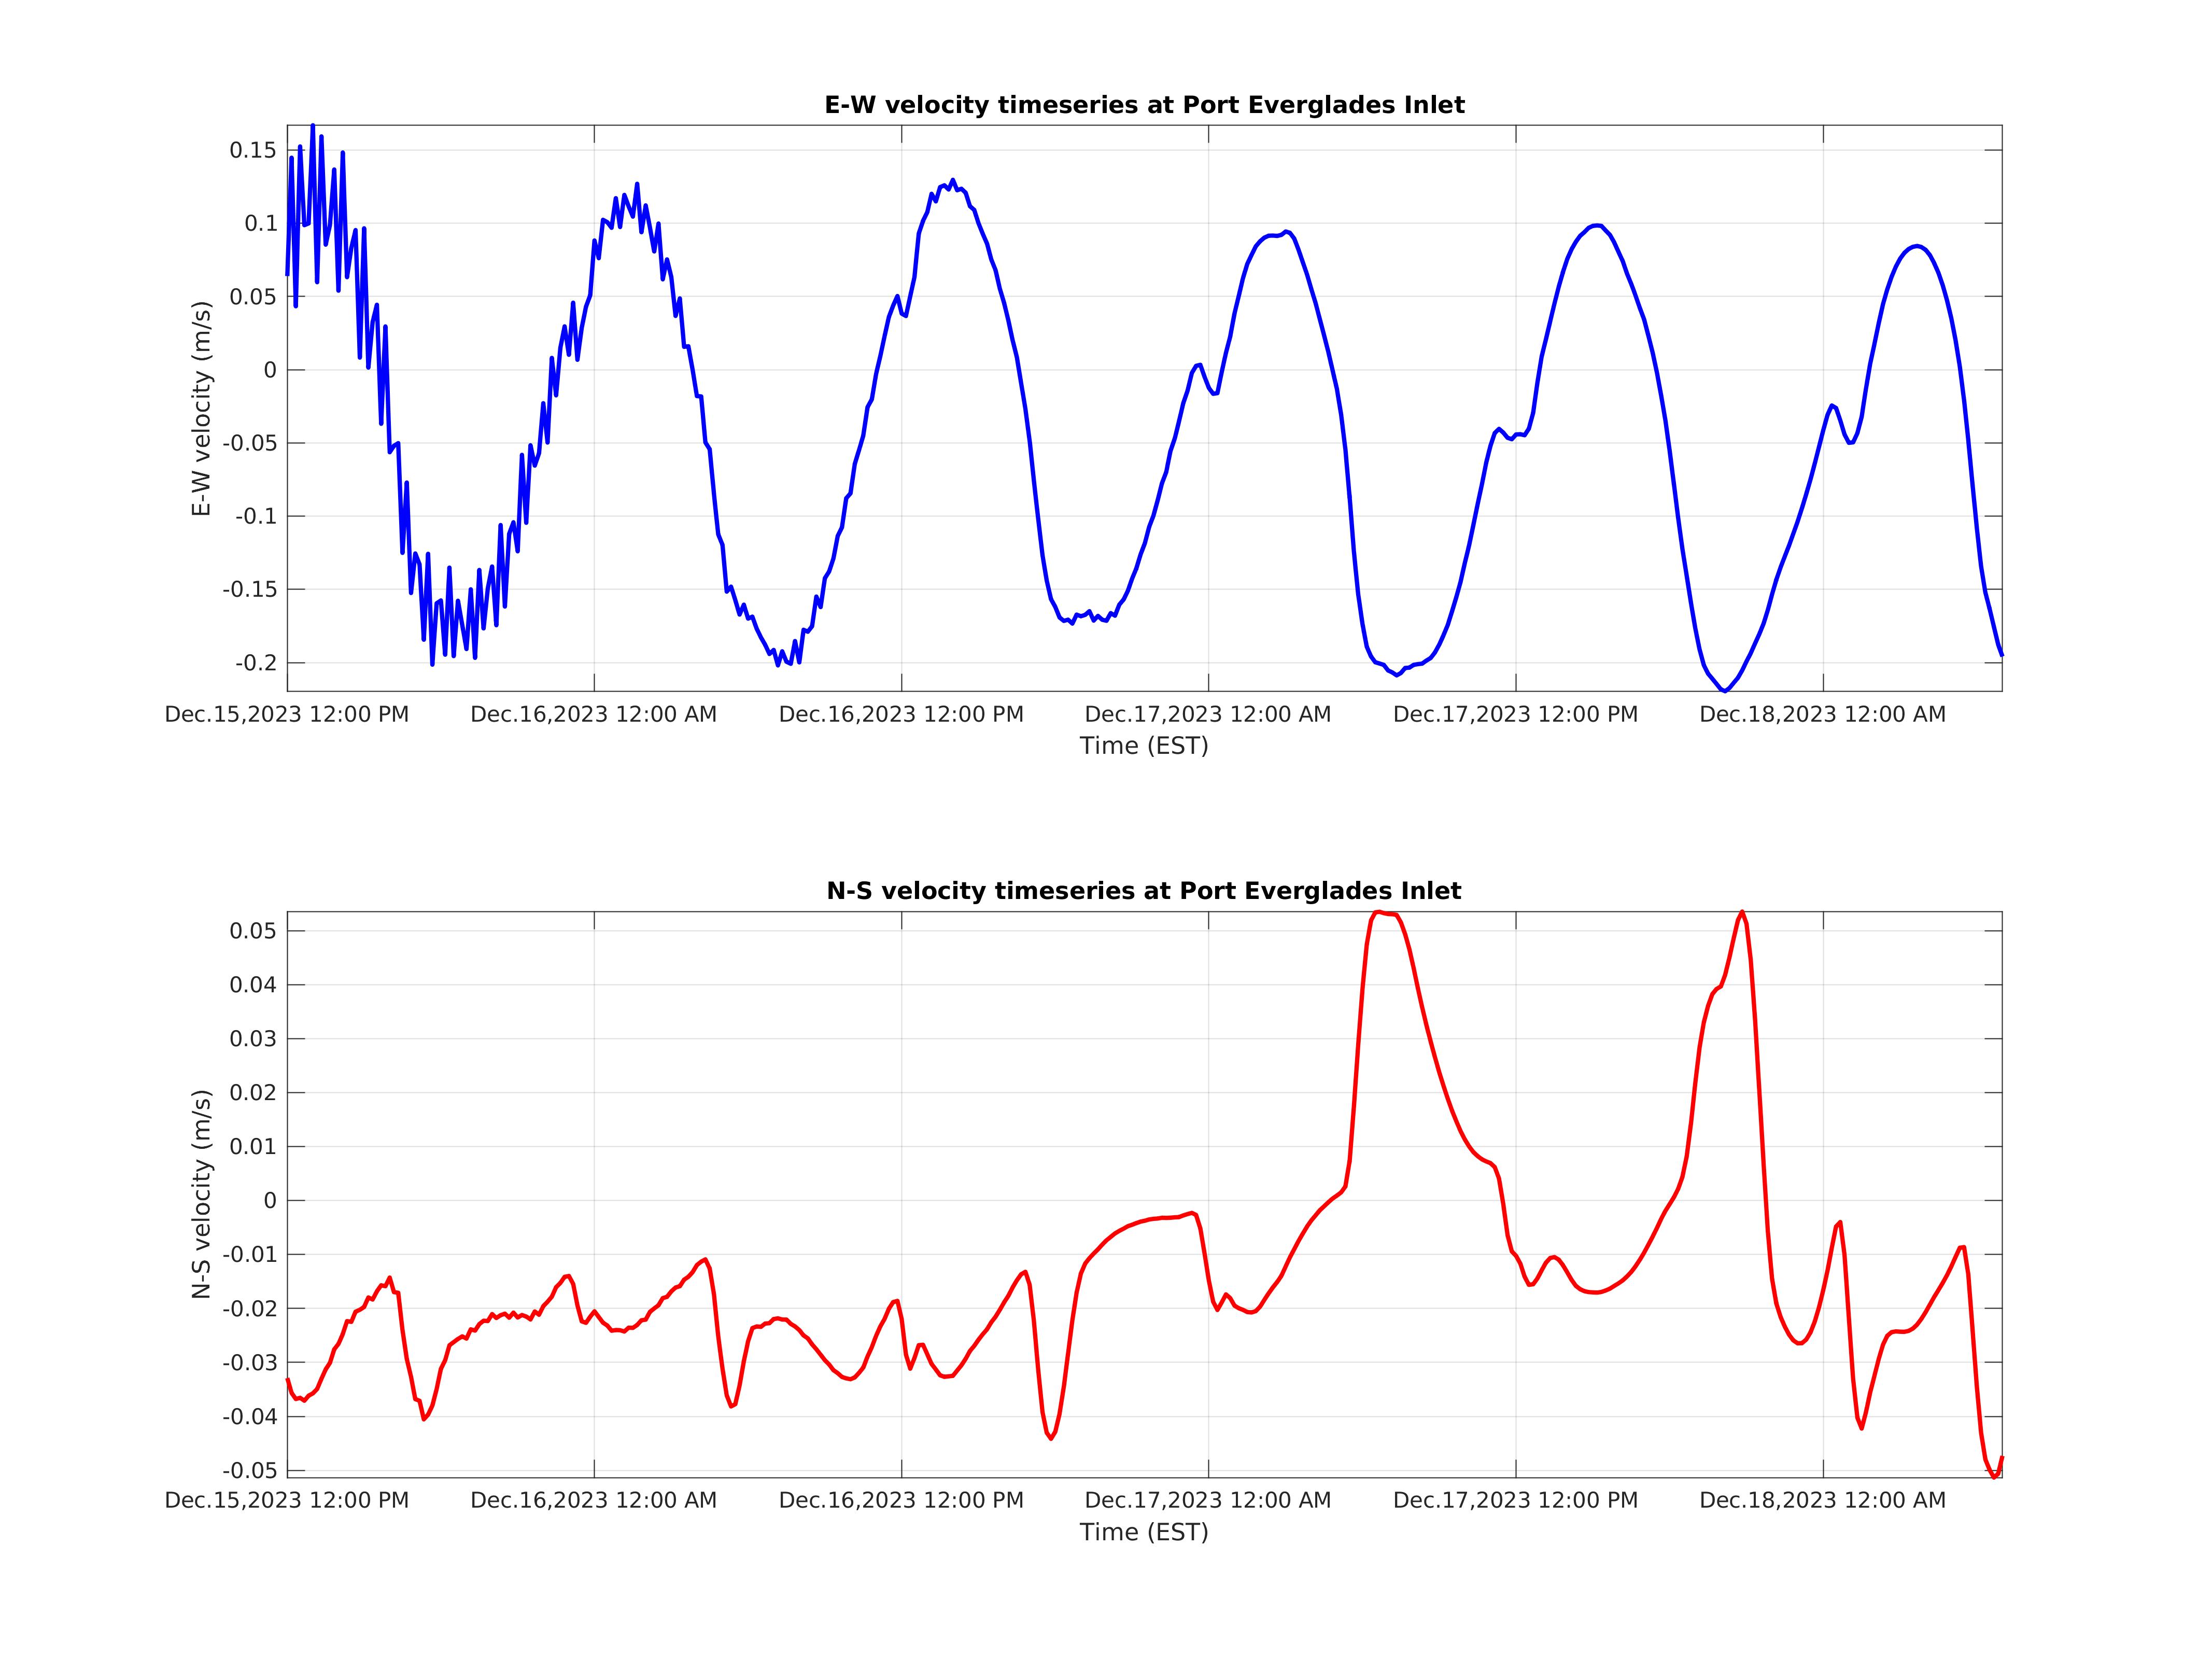 E-W velocity timeseries at Port Everglades Inlet
E-W velocity (m/s)
0.15
0.1
0.05
0
-0.05
-0.1
-0.15
-0.2
Dec.15,2023 12:00 PM Dec.16,2023 12:00 AM Dec.16,2023 12:00 PM Dec.17,2023 12:00 AM Dec.17,2023 12:00 PM Dec.18,2023 12:00 AM
Time (EST)
N-S velocity timeseries at Port Everglades Inlet
N-S velocity (m/s)
0.05
0.04
0.03
0.02
0.01
0
-0.01
-0.02
-0.03
-0.04
-0.05
Dec.15,2023 12:00 PM Dec.16,2023 12:00 AM Dec.16,2023 12:00 PM Dec.17,2023 12:00 AM Dec.17,2023 12:00 PM Dec.18,2023 12:00 AM
Time (EST)